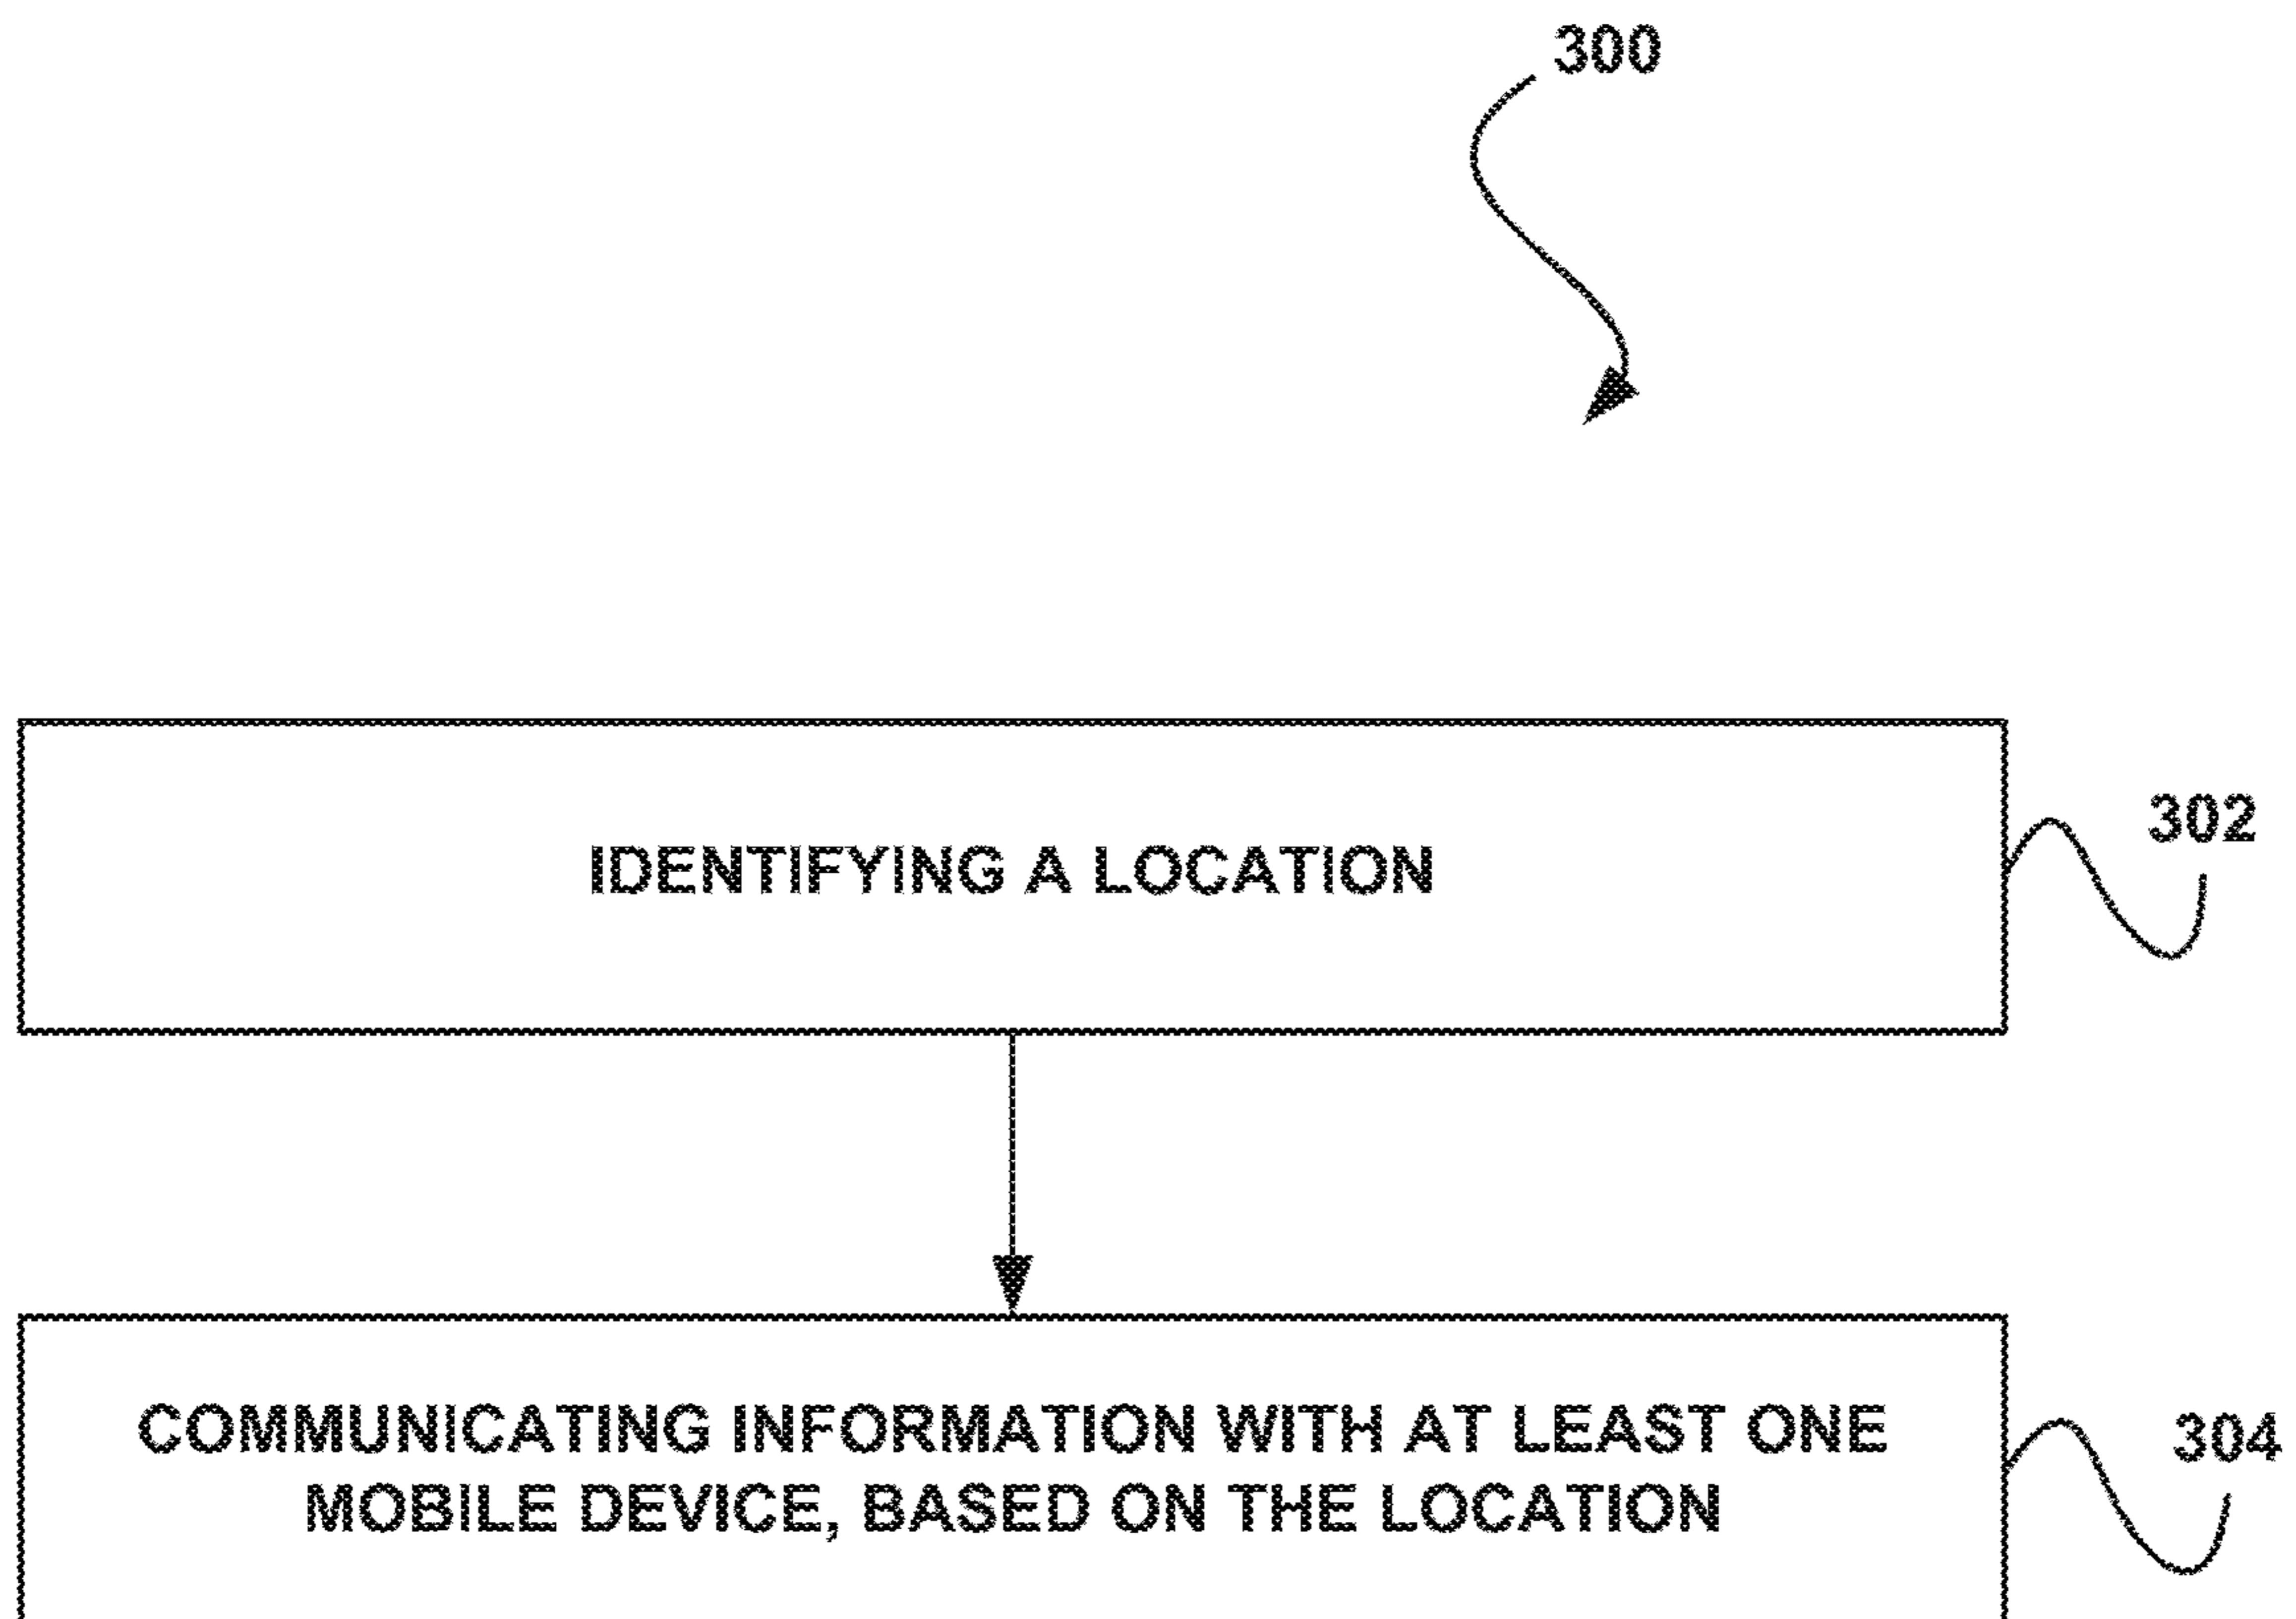 300
IDENTIFYING A LOCATION
302
COMMUNICATING INFORMATION WITH AT LEAST ONE
MOBILE DEVICE, BASED ON THE LOCATION
304